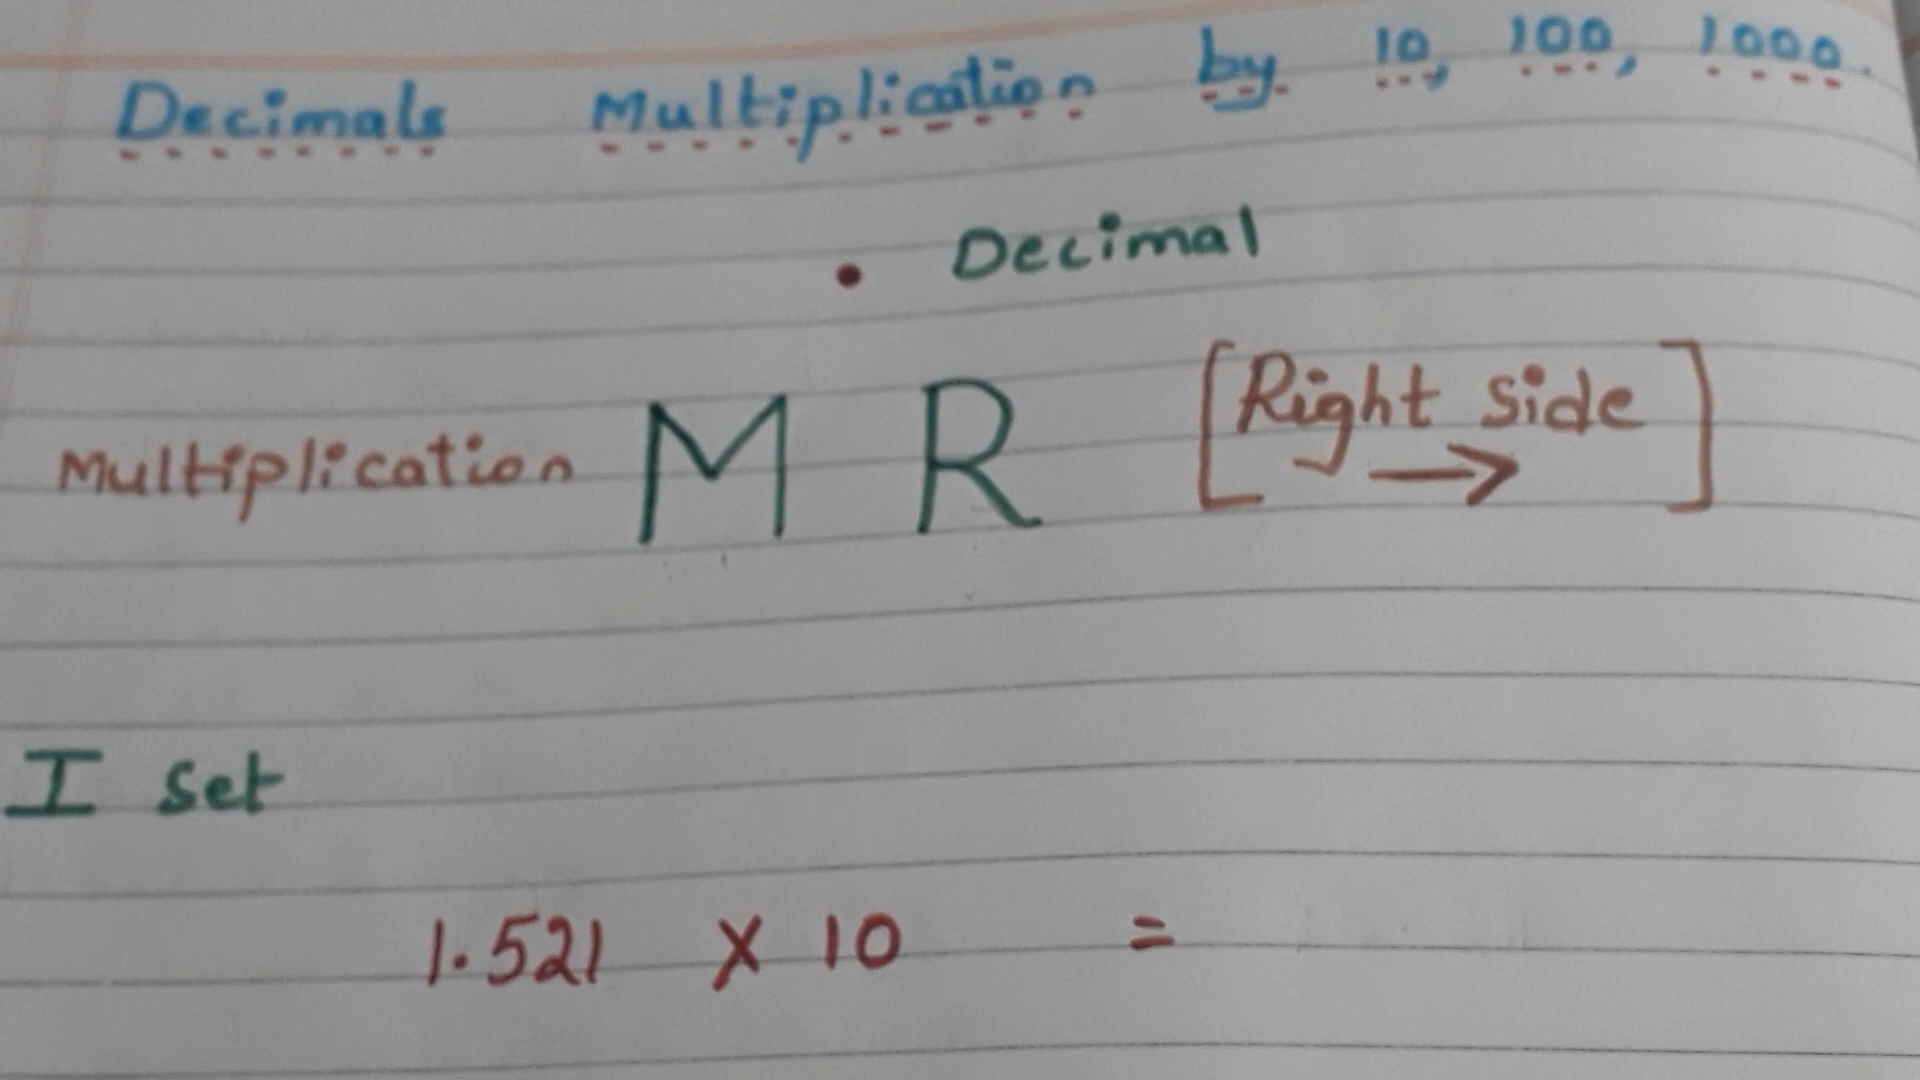 Decimals Multiplication by 10, 100, 1000.
• Decimal
Multiplication M R [Right side →]
I set
1.521 X 10 =